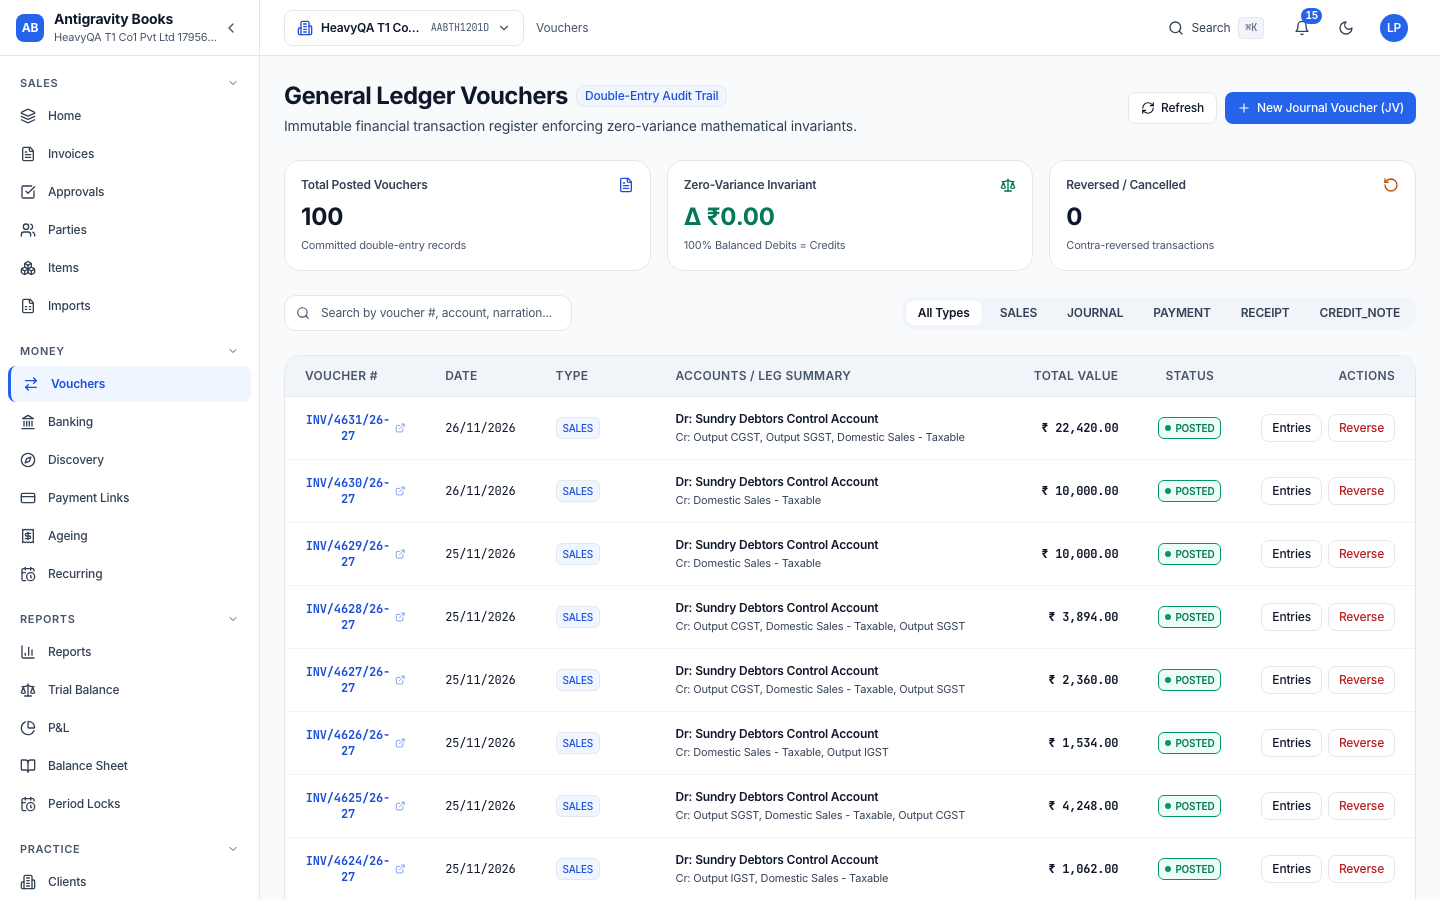 AB
Antigravity Books
HeavyQA T1 Co1 Pvt Ltd 17956...
SALES
Home
Invoices
Approvals
Parties
Items
Imports
MONEY
Vouchers
Banking
Discovery
Payment Links
Ageing
Recurring
REPORTS
Reports
Trial Balance
P&L
Balance Sheet
Period Locks
PRACTICE
Clients
HeavyQA T1 Co... AABTH1201D
Vouchers
Search ⌘K
15
LP
General Ledger Vouchers
Double-Entry Audit Trail
Immutable financial transaction register enforcing zero-variance mathematical invariants.
Refresh
New Journal Voucher (JV)
Total Posted Vouchers
100
Committed double-entry records
Zero-Variance Invariant
Δ ₹0.00
100% Balanced Debits = Credits
Reversed / Cancelled
0
Contra-reversed transactions
Search by voucher #, account, narration...
All Types SALES JOURNAL PAYMENT RECEIPT CREDIT_NOTE
VOUCHER # DATE TYPE ACCOUNTS / LEG SUMMARY TOTAL VALUE STATUS ACTIONS
INV/4631/26-
27
26/11/2026
SALES
Dr: Sundry Debtors Control Account
Cr: Output CGST, Output SGST, Domestic Sales - Taxable
₹ 22,420.00
POSTED
Entries
Reverse
INV/4630/26-
27
26/11/2026
SALES
Dr: Sundry Debtors Control Account
Cr: Domestic Sales - Taxable
₹ 10,000.00
POSTED
Entries
Reverse
INV/4629/26-
27
25/11/2026
SALES
Dr: Sundry Debtors Control Account
Cr: Domestic Sales - Taxable
₹ 10,000.00
POSTED
Entries
Reverse
INV/4628/26-
27
25/11/2026
SALES
Dr: Sundry Debtors Control Account
Cr: Output CGST, Domestic Sales - Taxable, Output SGST
₹ 3,894.00
POSTED
Entries
Reverse
INV/4627/26-
27
25/11/2026
SALES
Dr: Sundry Debtors Control Account
Cr: Output CGST, Domestic Sales - Taxable, Output SGST
₹ 2,360.00
POSTED
Entries
Reverse
INV/4626/26-
27
25/11/2026
SALES
Dr: Sundry Debtors Control Account
Cr: Domestic Sales - Taxable, Output IGST
₹ 1,534.00
POSTED
Entries
Reverse
INV/4625/26-
27
25/11/2026
SALES
Dr: Sundry Debtors Control Account
Cr: Output SGST, Domestic Sales - Taxable, Output CGST
₹ 4,248.00
POSTED
Entries
Reverse
INV/4624/26-
27
25/11/2026
SALES
Dr: Sundry Debtors Control Account
Cr: Output IGST, Domestic Sales - Taxable
₹ 1,062.00
POSTED
Entries
Reverse